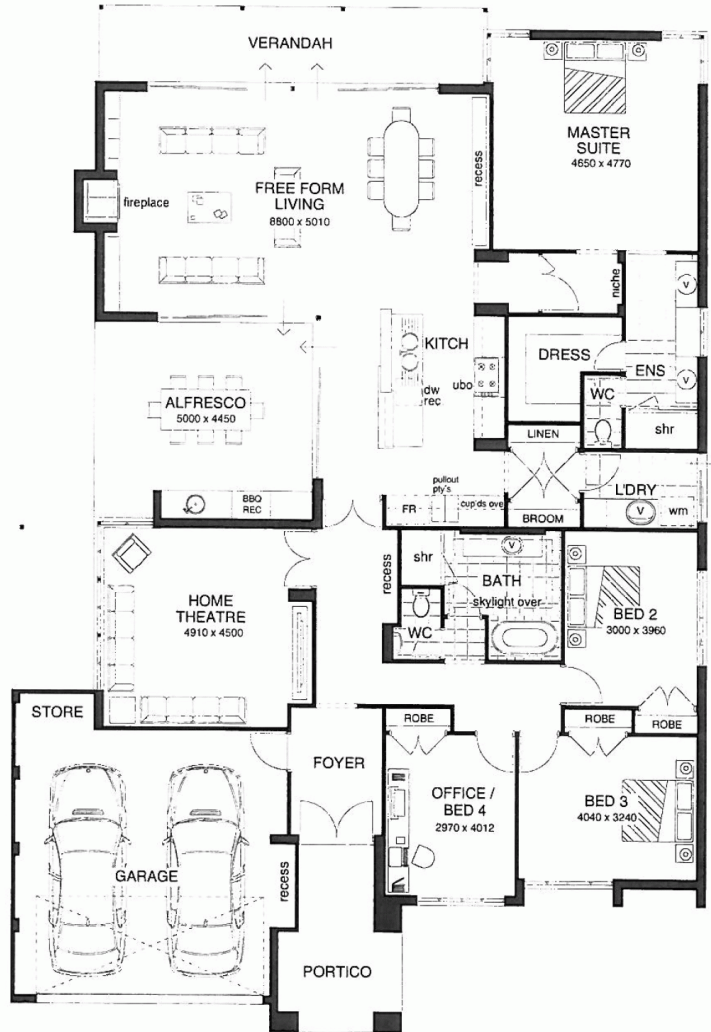 VERANDAH
MASTER
SUITE
4650 x 4770
recess
fireplace
FREE FORM
LIVING
8800 x 5010
niche
V
KITCH
DRESS
ENS
ubo
dw
rec
WC
V
shr
ALFRESCO
5000 x 4450
LINEN
BBQ
REC
FR
pullout
pty's
cup'ds ove
BROOM
L'DRY
V
wm
HOME
THEATRE
4910 x 4500
recess
shr
V
BATH
skylight over
WC
BED 2
3000 x 3960
STORE
ROBE
ROBE
ROBE
FOYER
OFFICE /
BED 4
2970 x 4012
BED 3
4040 x 3240
GARAGE
recess
PORTICO